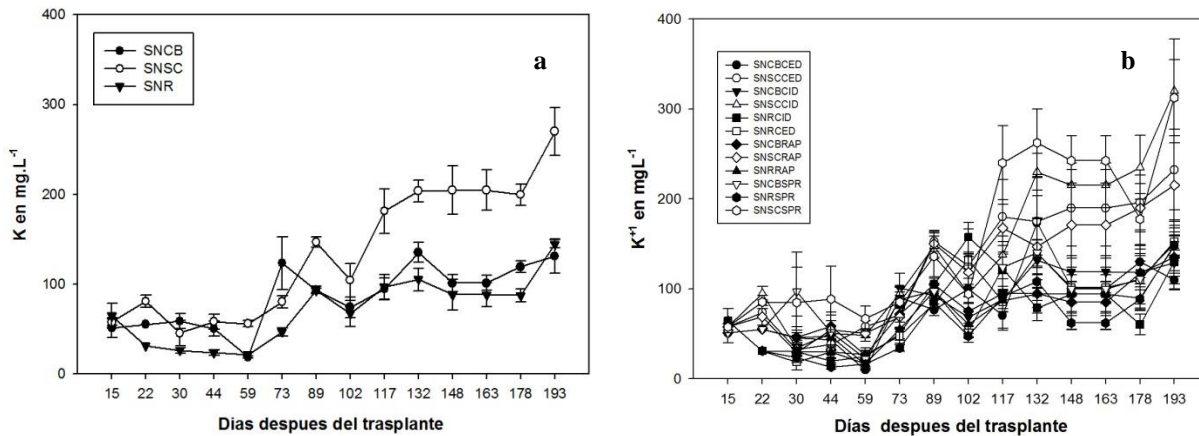 400
300
200
100
0
K en mg.L-1
SNCB
SNSC
SNR
a
15 22 30 44 59 73 89 102 117 132 148 163 178 193
Días despues del trasplante
400
300
200
100
0
K+1 en mgL-1
SNCBCED
SNSCCED
SNCBCID
SNSCCID
SNRCID
SNRCED
SNCBRAP
SNSCRAP
SNRRAP
SNCBSPR
SNRSPR
SNSCSPR
b
15 22 30 44 59 73 89 102 117 132 148 163 178 193
Días despues del trasplante